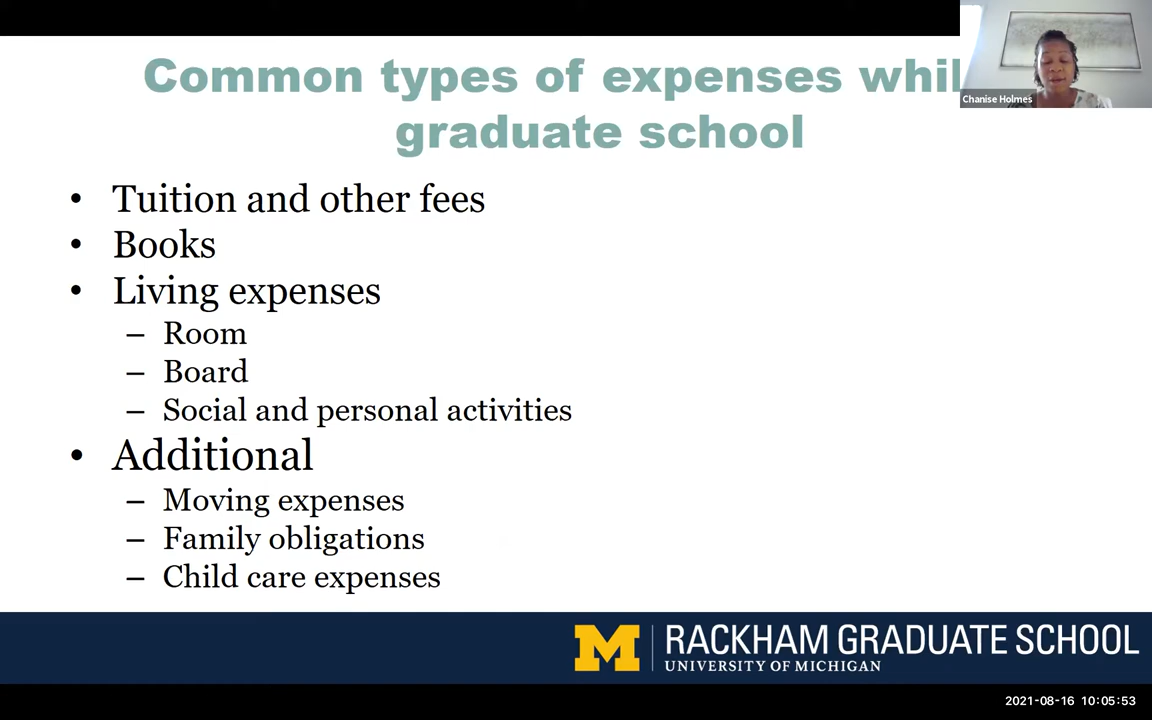 Common types of expenses whil
graduate school
Chanise Holmes
• Tuition and other fees
• Books
• Living expenses
– Room
– Board
– Social and personal activities
• Additional
– Moving expenses
– Family obligations
– Child care expenses
M RACKHAM GRADUATE SCHOOL
UNIVERSITY OF MICHIGAN
2021-08-16 10:05:53